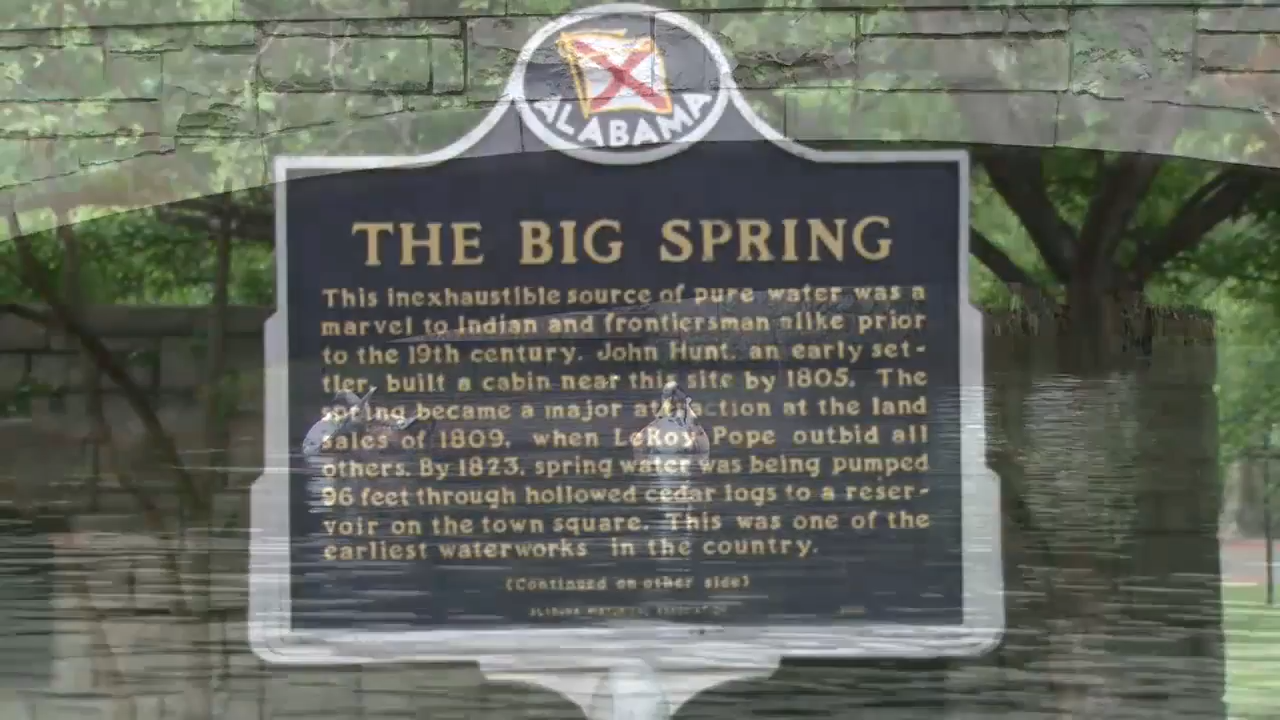 ALABAMA
THE BIG SPRING
This inexhaustible source of pure water was a
marvel to Indian and frontiersman alike prior
to the 19th century. John Hunt, an early set-
tler, built a cabin near this site by 1805. The
spring became a major attraction at the land
sales of 1809, when LeRoy Pope outbid all
others. By 1823, spring water was being pumped
96 feet through hollowed cedar logs to a reser-
voir on the town square. This was one of the
earliest waterworks in the country.
(Continued on other side)
ALABAMA HISTORICAL ASSOCIATION